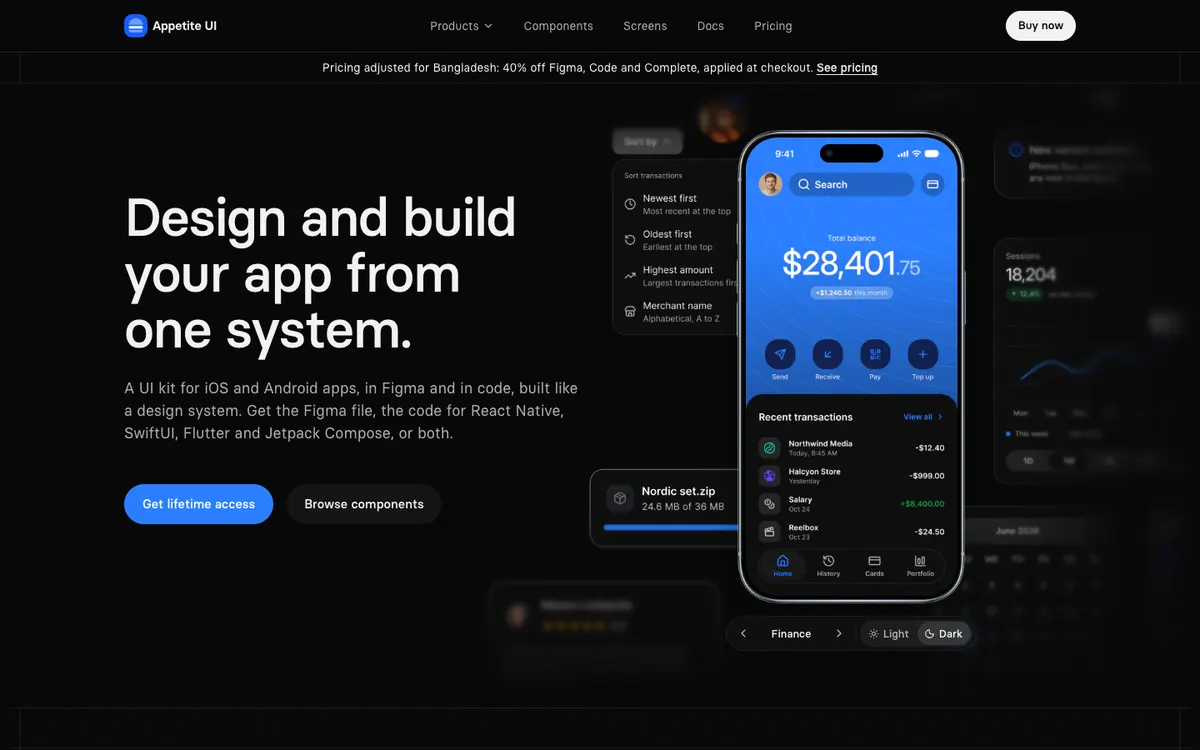 Appetite UI
Products
Components
Screens
Docs
Pricing
Buy now
Pricing adjusted for Bangladesh: 40% off Figma, Code and Complete, applied at checkout. See pricing
Design and build
your app from
one system.
A UI kit for iOS and Android apps, in Figma and in code, built like
a design system. Get the Figma file, the code for React Native,
SwiftUI, Flutter and Jetpack Compose, or both.
Get lifetime access
Browse components
Sort by
Sort transactions
Newest first
Most recent at the top
Oldest first
Earliest at the top
Highest amount
Largest transactions first
Merchant name
Alphabetical, A to Z
Nordic set.zip
24.6 MB of 36 MB
9:41
Search
Total balance
$28,401.75
+$1,240.50 this month
Send
Receive
Pay
Top up
Recent transactions
View all
Northwind Media
Today, 8:45 AM
-$12.40
Halcyon Store
Yesterday
-$999.00
Salary
Oct 24
+$8,400.00
Reelbox
Oct 23
-$24.50
Home
History
Cards
Portfolio
Finance
Light
Dark
Sessions
18,204
12.4%
Mon
This week
1D
June 2026